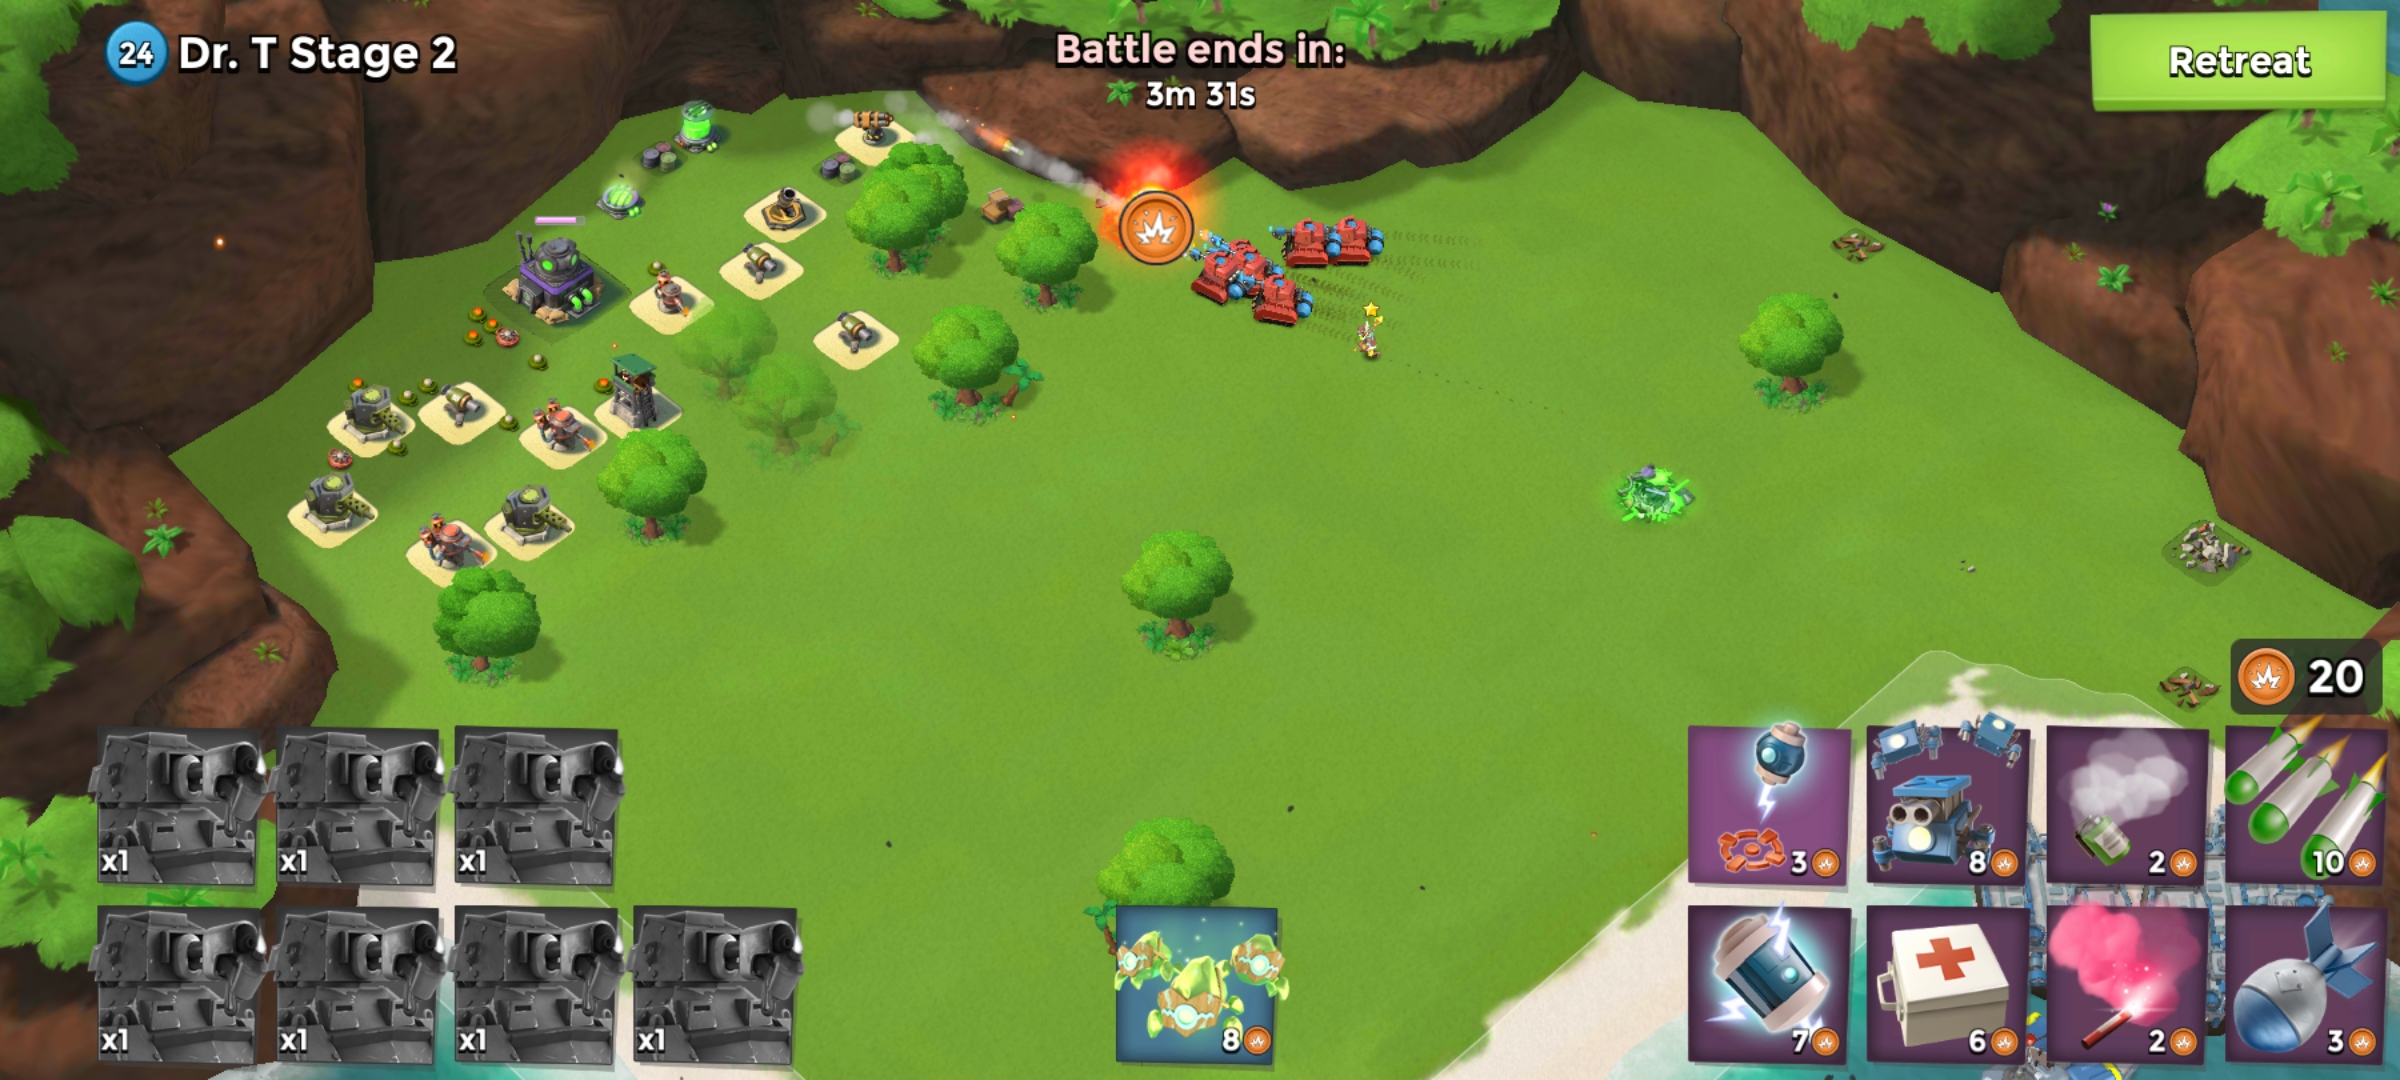 24 Dr. T Stage 2
Battle ends in:
3m 31s
Retreat
20
x1 x1 x1
3 8 2 10
x1 x1 x1 x1
8
7 6 2 3